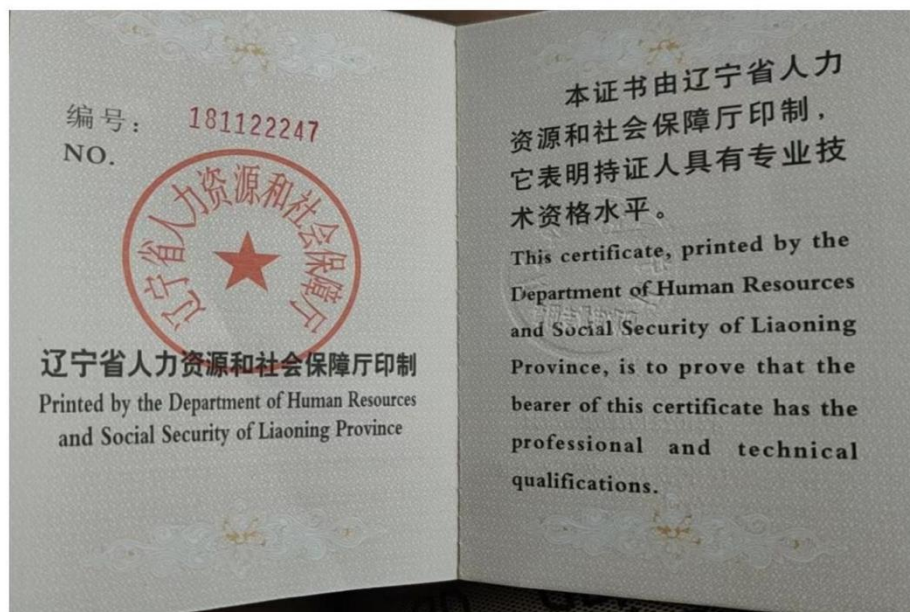 编号： 181122247
NO.
辽宁省人力资源和社会保障厅
辽宁省人力资源和社会保障厅印制
Printed by the Department of Human Resources
and Social Security of Liaoning Province
本证书由辽宁省人力
资源和社会保障厅印制，
它表明持证人具有专业技
术资格水平。
This certificate, printed by the
Department of Human Resources
and Social Security of Liaoning
Province, is to prove that the
bearer of this certificate has the
professional and technical
qualifications.